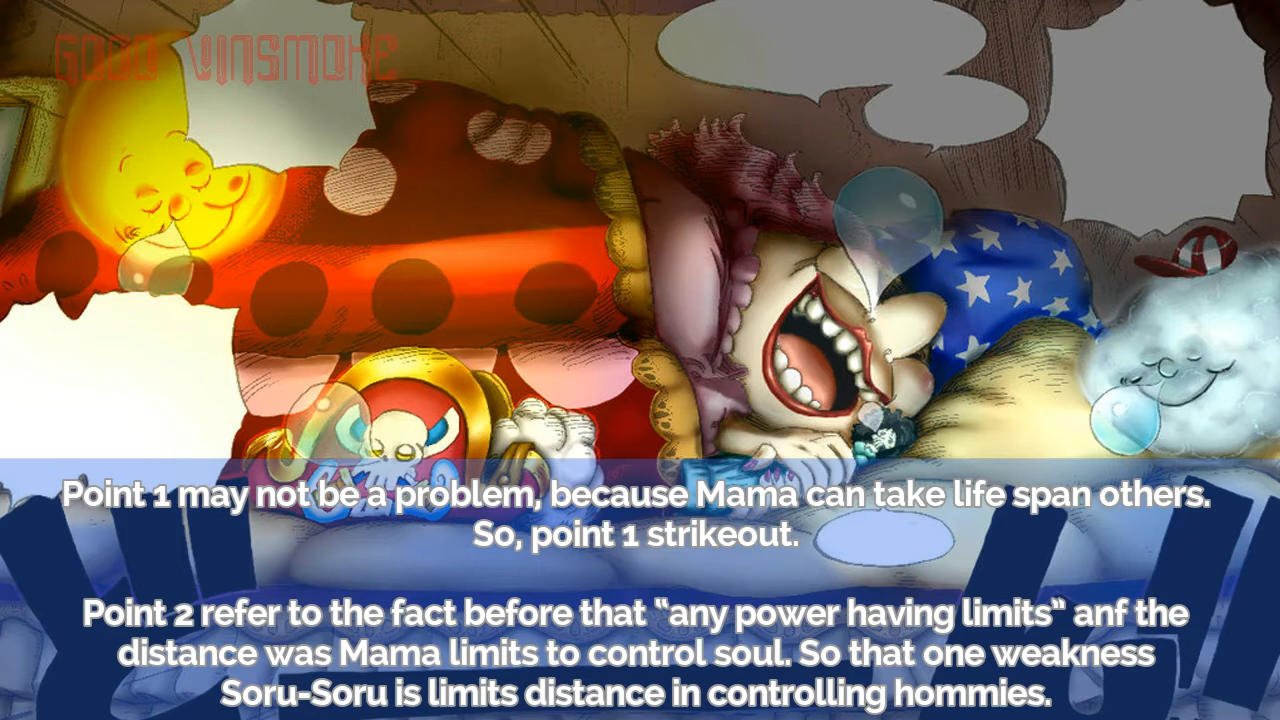 GOOD VINSMOKE
Point 1 may not be a problem, because Mama can take life span others.
So, point 1 strikeout.
Point 2 refer to the fact before that “any power having limits” anf the
distance was Mama limits to control soul. So that one weakness
Soru-Soru is limits distance in controlling hommies.